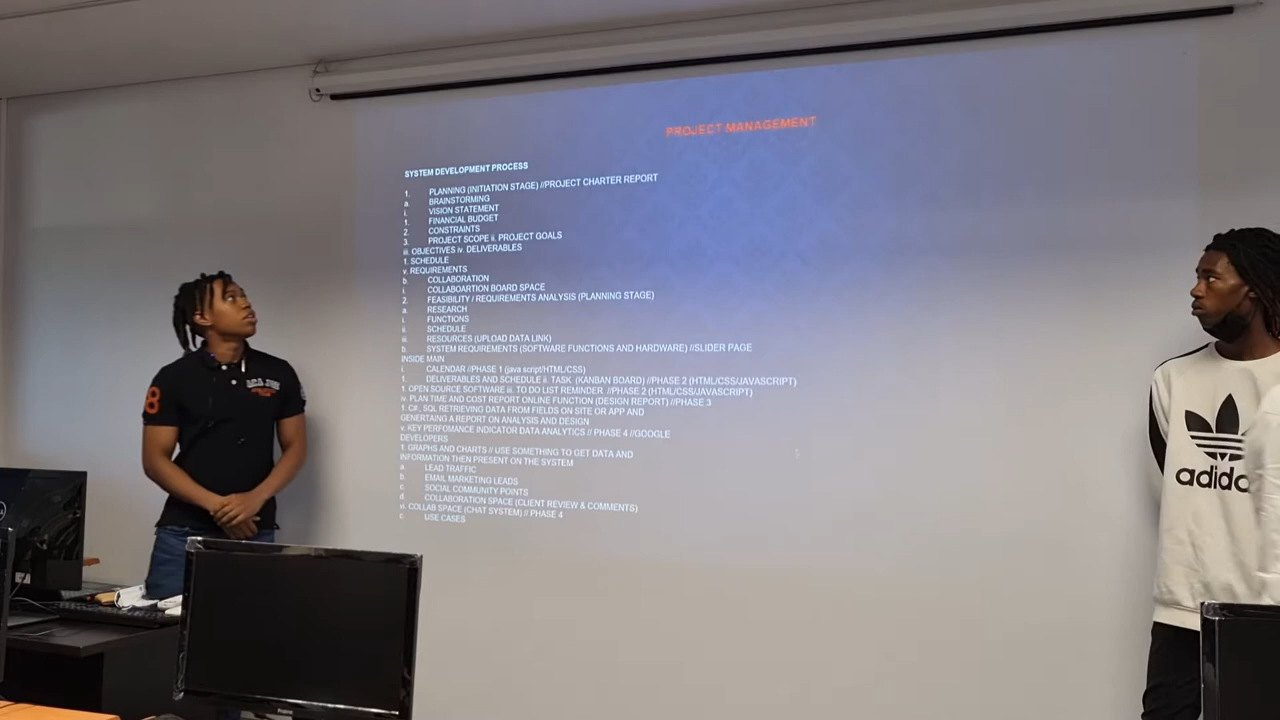 PROJECT MANAGEMENT
SYSTEM DEVELOPMENT PROCESS
1. PLANNING (INITIATION STAGE) //PROJECT CHARTER REPORT
a. BRAINSTORMING
i. VISION STATEMENT
1. FINANCIAL BUDGET
2. CONSTRAINTS
3. PROJECT SCOPE ii. PROJECT GOALS
iii. OBJECTIVES iv. DELIVERABLES
1. SCHEDULE
v. REQUIREMENTS
b. COLLABORATION
i. COLLABOARTION BOARD SPACE
2. FEASIBILITY / REQUIREMENTS ANALYSIS (PLANNING STAGE)
a. RESEARCH
i. FUNCTIONS
ii. SCHEDULE
iii. RESOURCES (UPLOAD DATA LINK)
b. SYSTEM REQUIREMENTS (SOFTWARE FUNCTIONS AND HARDWARE) //SLIDER PAGE
INSIDE MAIN
i. CALENDAR //PHASE 1 (java script/HTML/CSS)
1. DELIVERABLES AND SCHEDULE ii. TASK (KANBAN BOARD) //PHASE 2 (HTML/CSS/JAVASCRIPT)
1. OPEN SOURCE SOFTWARE iii. TO DO LIST REMINDER //PHASE 2 (HTML/CSS/JAVASCRIPT)
iv. PLAN TIME AND COST REPORT ONLINE FUNCTION (DESIGN REPORT) //PHASE 3
1. C# , SQL RETRIEVING DATA FROM FIELDS ON SITE OR APP AND
GENERTAING A REPORT ON ANALYSIS AND DESIGN
v. KEY PERFOMANCE INDICATOR DATA ANALYTICS // PHASE 4 //GOOGLE
DEVELOPERS
1. GRAPHS AND CHARTS // USE SOMETHING TO GET DATA AND
INFORMATION THEN PRESENT ON THE SYSTEM
a. LEAD TRAFFIC
b. EMAIL MARKETING LEADS
c. SOCIAL COMMUNITY POINTS
d. COLLABORATION SPACE (CLIENT REVIEW & COMMENTS)
vi. COLLAB SPACE (CHAT SYSTEM) // PHASE 4
c. USE CASES
8
adidas